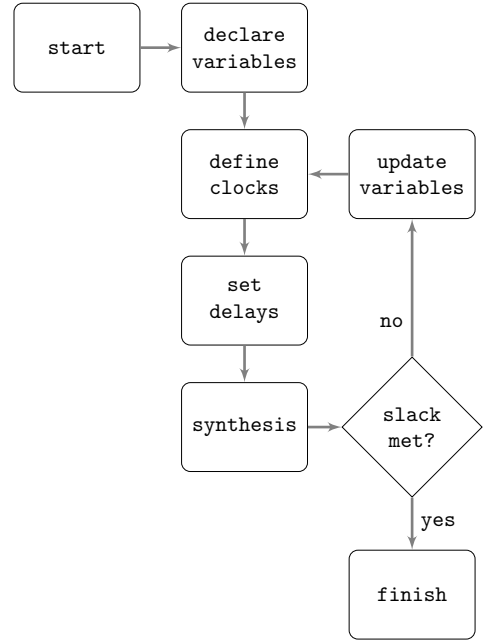 start
declare
variables
define
clocks
update
variables
set
delays
no
synthesis
slack
met?
yes
finish